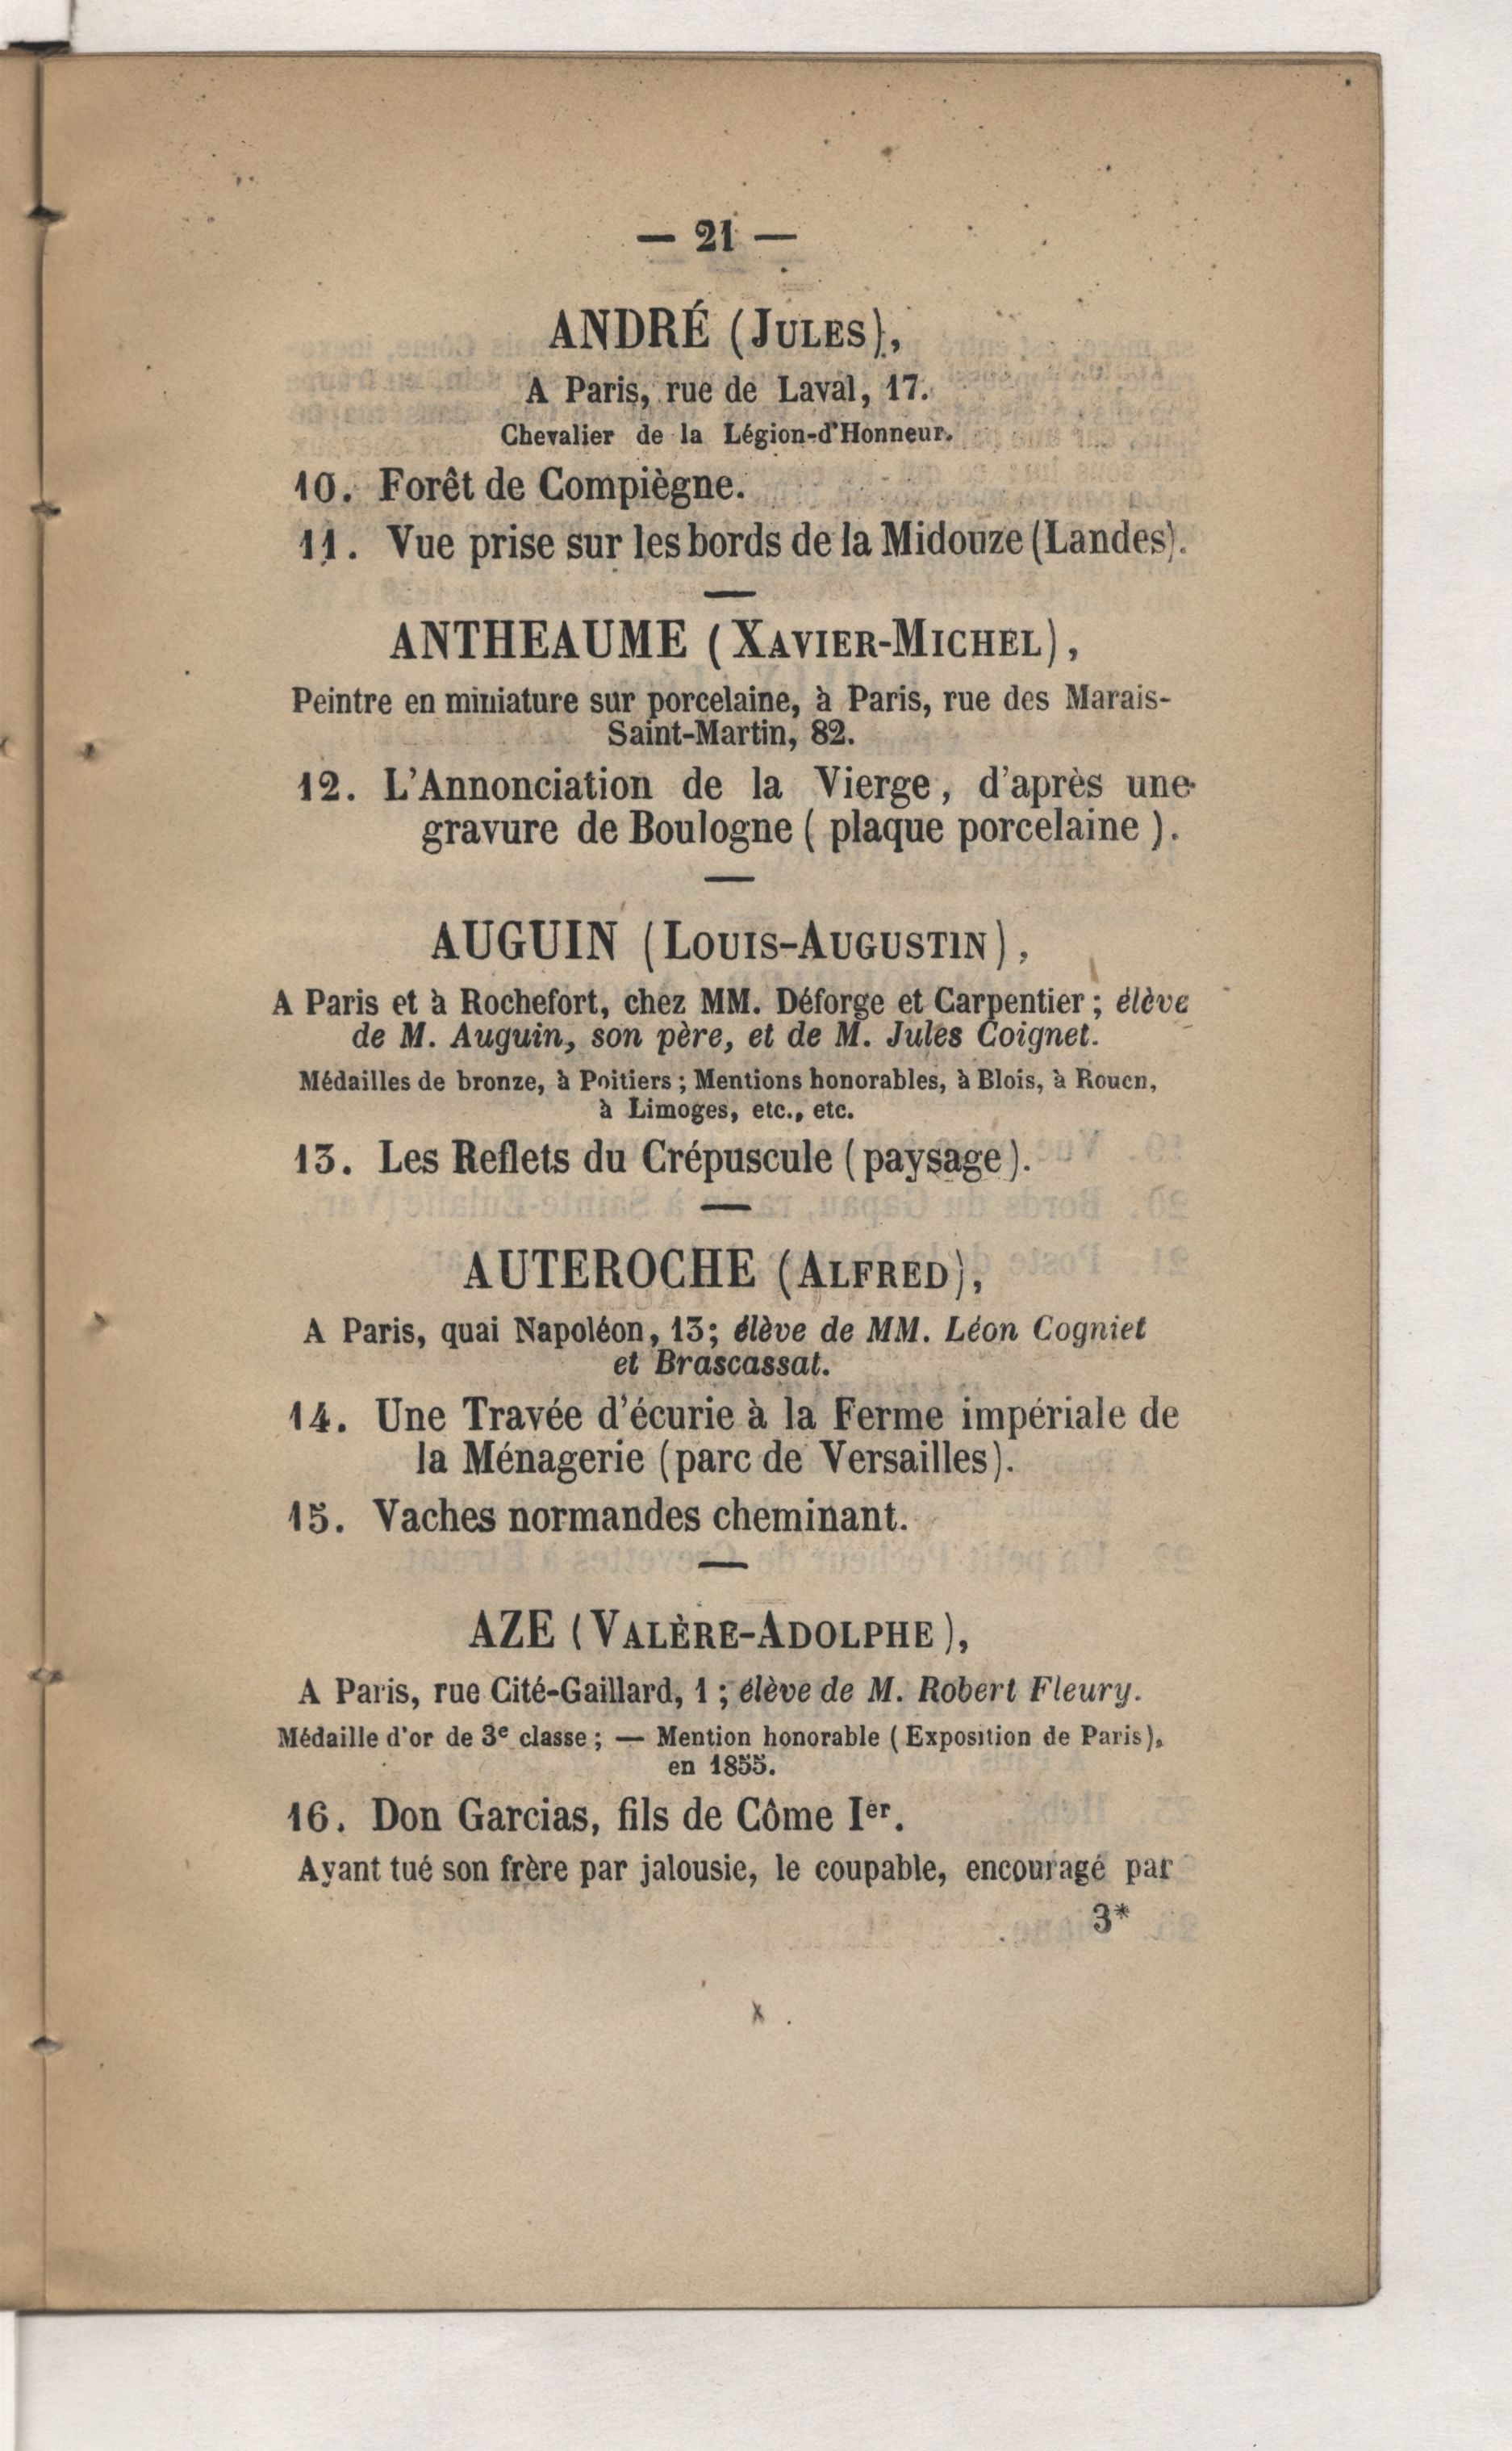 — 21 —
ANDRÉ (JULES),
A Paris, rue de Laval, 17.
Chevalier de la Légion-d'Honneur.
10. Forêt de Compiègne.
11. Vue prise sur les bords de la Midouze (Landes).
ANTHEAUME (XAVIER-MICHEL),
Peintre en miniature sur porcelaine, à Paris, rue des Marais-
Saint-Martin, 82.
12. L'Annonciation de la Vierge, d'après une
gravure de Boulogne (plaque porcelaine).
AUGUIN (LOUIS-AUGUSTIN),
A Paris et à Rochefort, chez MM. Déforge et Carpentier; élève
de M. Auguin, son père, et de M. Jules Coignet.
Médailles de bronze, à Poitiers; Mentions honorables, à Blois, à Rouen,
à Limoges, etc., etc.
13. Les Reflets du Crépuscule (paysage).
AUTEROCHE (ALFRED),
A Paris, quai Napoléon, 13; élève de MM. Léon Cogniet
et Brascassat.
14. Une Travée d'écurie à la Ferme impériale de
la Ménagerie (parc de Versailles).
15. Vaches normandes cheminant.
AZE (VALÈRE-ADOLPHE),
A Paris, rue Cité-Gaillard, 1; élève de M. Robert Fleury.
Médaille d'or de 3e classe; — Mention honorable (Exposition de Paris),
en 1855.
16. Don Garcias, fils de Côme Ier.
Ayant tué son frère par jalousie, le coupable, encouragé par
3*